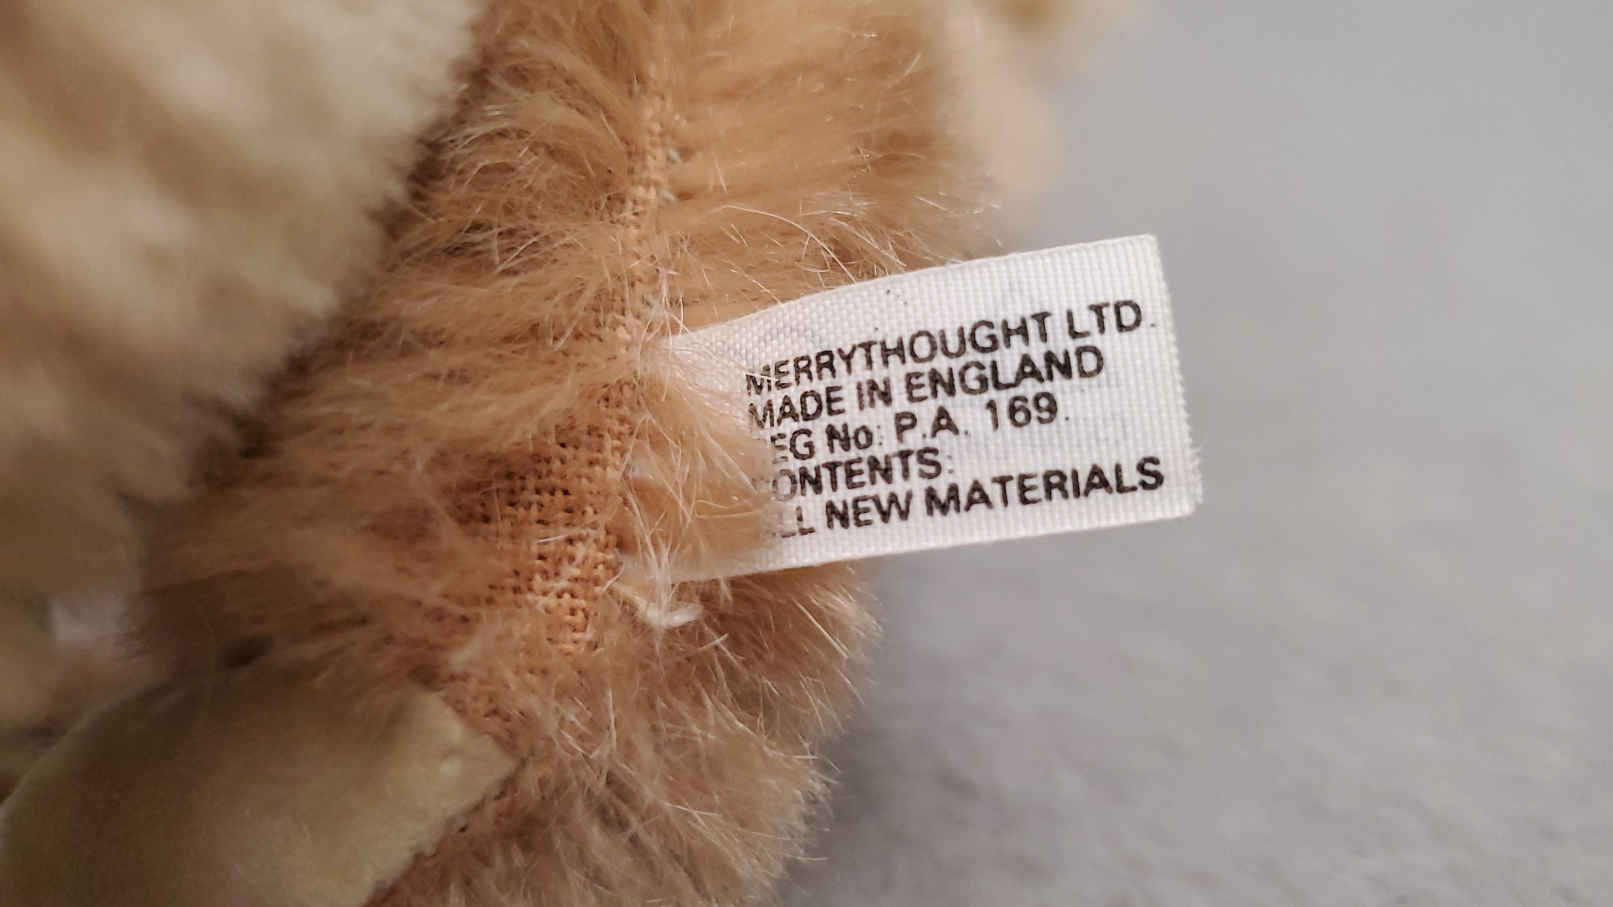 MERRYTHOUGHT LTD.
MADE IN ENGLAND
EG No: P.A. 169.
ONTENTS:
LL NEW MATERIALS